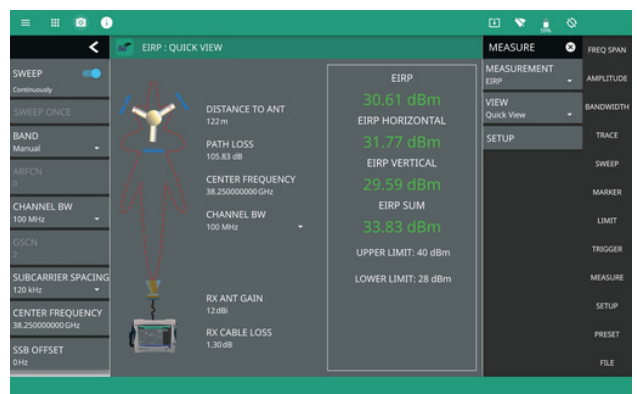 59%
EIRP : QUICK VIEW
SWEEP
Continuously
SWEEP ONCE
BAND
Manual
ARFCN
0
CHANNEL BW
100 MHz
GSCN
2
SUBCARRIER SPACING
120 kHz
CENTER FREQUENCY
38.250000000 GHz
SSB OFFSET
0 Hz
DISTANCE TO ANT
122 m
PATH LOSS
105.83 dB
CENTER FREQUENCY
38.250000000 GHz
CHANNEL BW
100 MHz
RX ANT GAIN
12 dBi
RX CABLE LOSS
1.30 dB
EIRP
30.61 dBm
EIRP HORIZONTAL
31.77 dBm
EIRP VERTICAL
29.59 dBm
EIRP SUM
33.83 dBm
UPPER LIMIT: 40 dBm
LOWER LIMIT: 28 dBm
MEASURE
MEASUREMENT
EIRP
VIEW
Quick View
SETUP
FREQ SPAN
AMPLITUDE
BANDWIDTH
TRACE
SWEEP
MARKER
LIMIT
TRIGGER
MEASURE
SETUP
PRESET
FILE